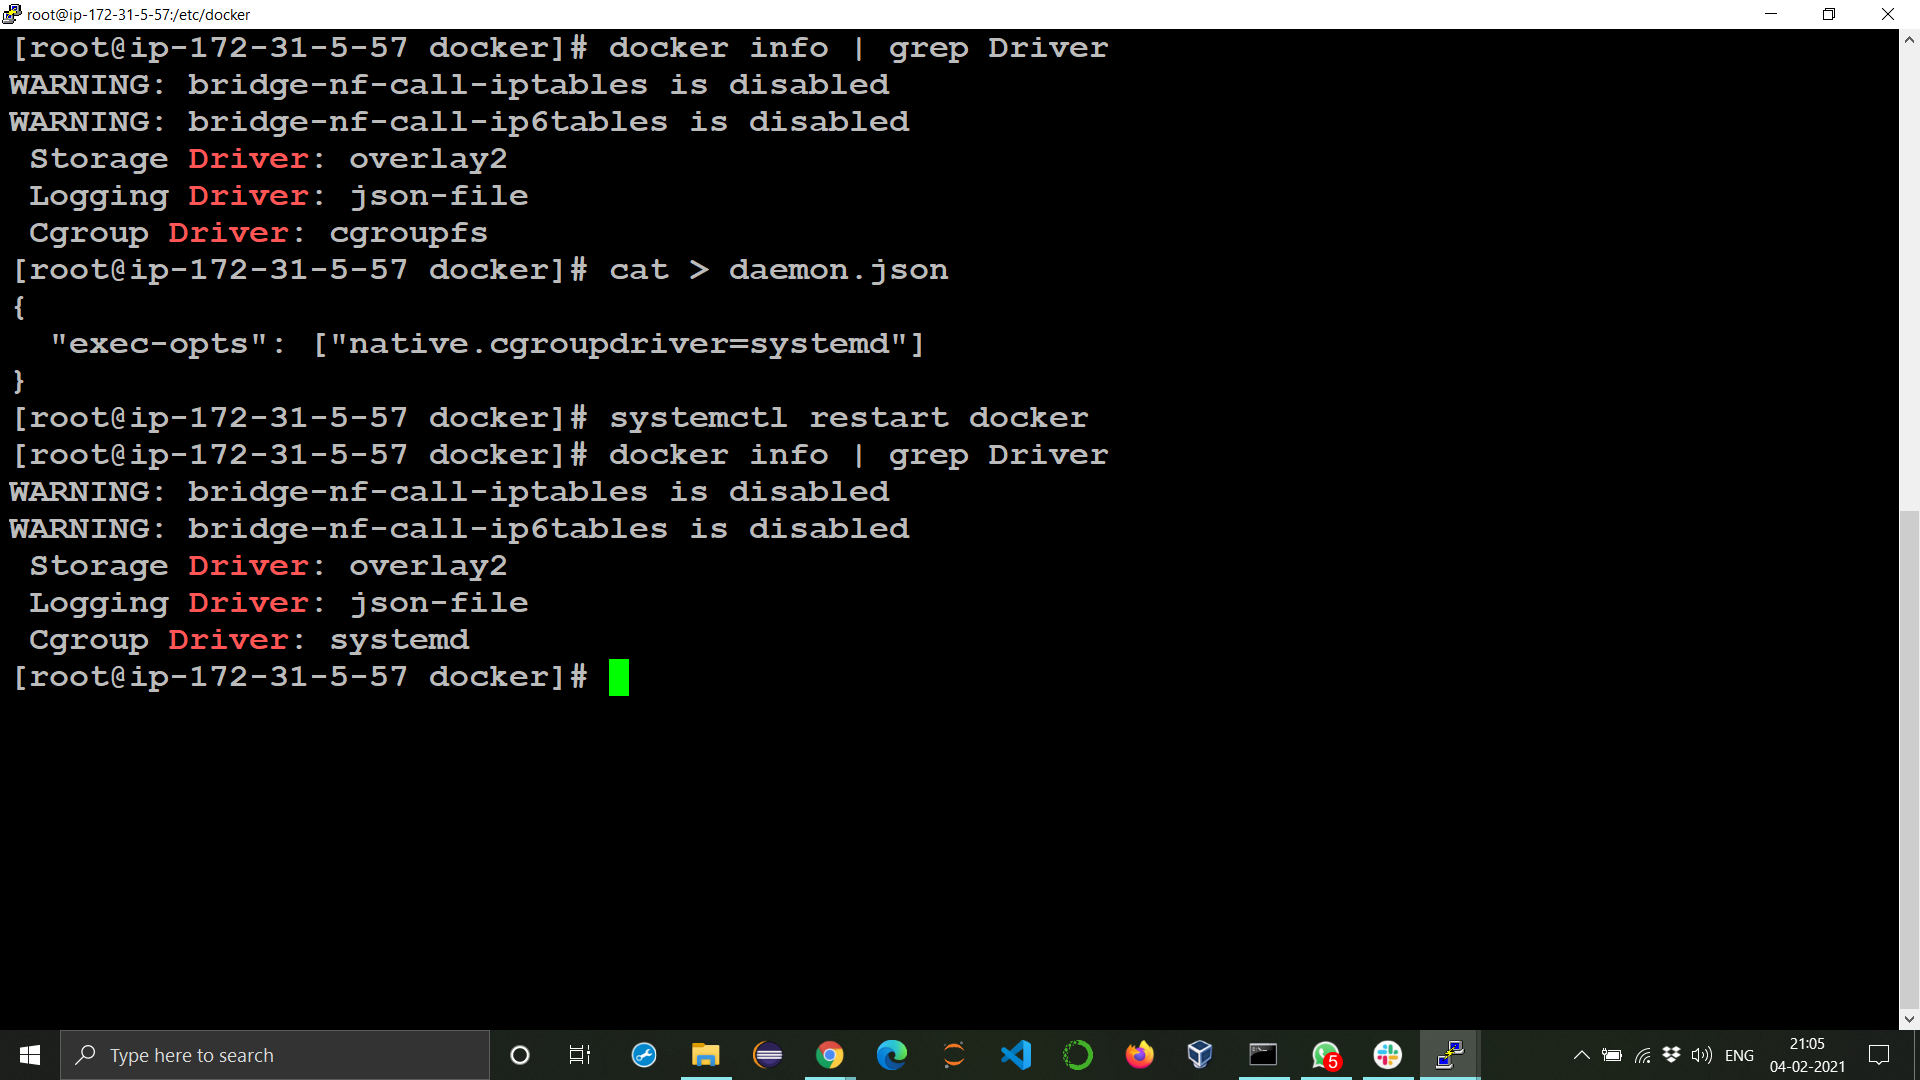 root@ip-172-31-5-57:/etc/docker
[root@ip-172-31-5-57 docker]# docker info | grep Driver
WARNING: bridge-nf-call-iptables is disabled
WARNING: bridge-nf-call-ip6tables is disabled
 Storage Driver: overlay2
 Logging Driver: json-file
 Cgroup Driver: cgroupfs
[root@ip-172-31-5-57 docker]# cat > daemon.json
{
  "exec-opts": ["native.cgroupdriver=systemd"]
}
[root@ip-172-31-5-57 docker]# systemctl restart docker
[root@ip-172-31-5-57 docker]# docker info | grep Driver
WARNING: bridge-nf-call-iptables is disabled
WARNING: bridge-nf-call-ip6tables is disabled
 Storage Driver: overlay2
 Logging Driver: json-file
 Cgroup Driver: systemd
[root@ip-172-31-5-57 docker]#
Type here to search
5
ENG
21:05
04-02-2021